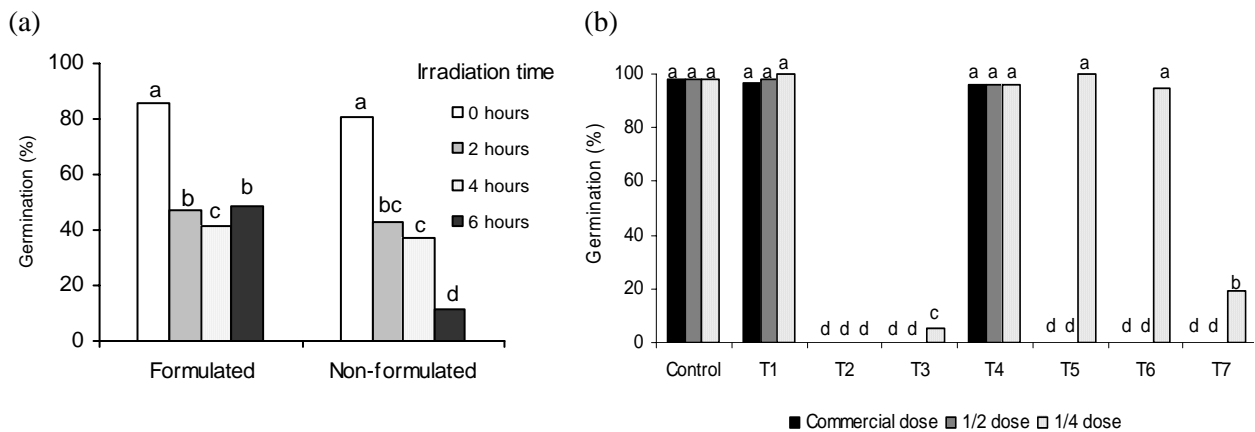 (a)
Germination (%)
100
80
60
40
20
0
a
b
c
b
a
bc
c
d
Formulated Non-formulated
Irradiation time
0 hours
2 hours
4 hours
6 hours
(b)
Germination (%)
100
80
60
40
20
0
a a a a a a d d d d d c a a a d d a d d a d d b
Control T1 T2 T3 T4 T5 T6 T7
Commercial dose 1/2 dose 1/4 dose